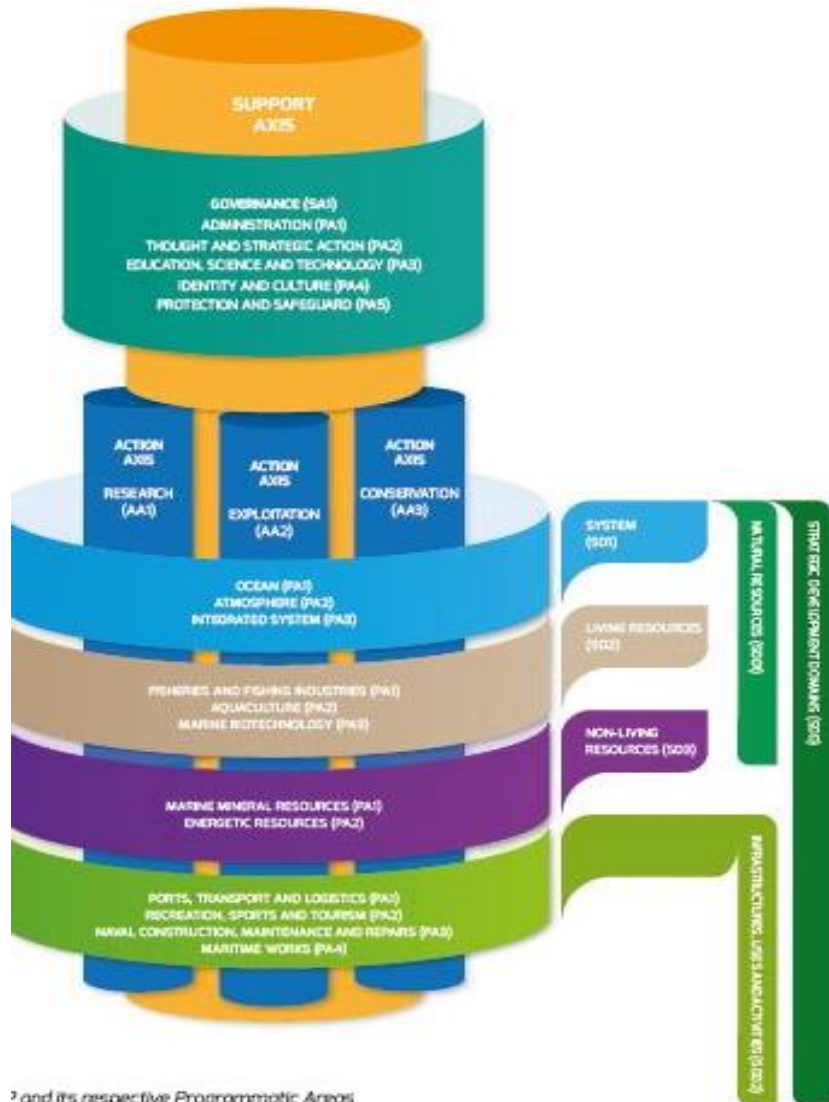 SUPPORT
AXIS
GOVERNANCE (SA1)
ADMINISTRATION (PA1)
THOUGHT AND STRATEGIC ACTION (PA2)
EDUCATION, SCIENCE AND TECHNOLOGY (PA3)
IDENTITY AND CULTURE (PA4)
PROTECTION AND SAFEGUARD (PA5)
ACTION
AXIS
RESEARCH
(AA1)
ACTION
AXIS
EXPLOITATION
(AA2)
ACTION
AXIS
CONSERVATION
(AA3)
OCEAN (PA1)
ATMOSPHERE (PA2)
INTEGRATED SYSTEM (PA3)
FISHERIES AND FISHING INDUSTRIES (PA1)
AQUACULTURE (PA2)
MARINE BIOTECHNOLOGY (PA3)
MARINE MINERAL RESOURCES (PA1)
ENERGETIC RESOURCES (PA2)
PORTS, TRANSPORT AND LOGISTICS (PA1)
RECREATION, SPORTS AND TOURISM (PA2)
NAVAL CONSTRUCTION, MAINTENANCE AND REPAIRS (PA3)
MARITIME WORKS (PA4)
SYSTEM
(SD1)
LIVING RESOURCES
(SD2)
NON-LIVING
RESOURCES (SD3)
NATURAL RESOURCES
STRATEGIC DEVELOPMENT DOMAINS
INFRASTRUCTURES, USES AND ACTIVITIES
and its respective Programmatic Areas